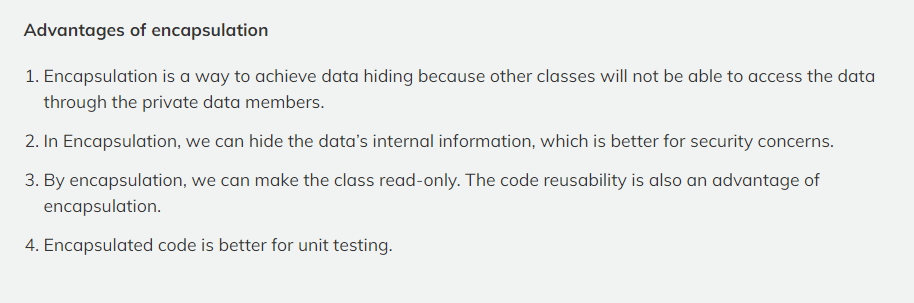 Advantages of encapsulation
1. Encapsulation is a way to achieve data hiding because other classes will not be able to access the data
through the private data members.
2. In Encapsulation, we can hide the data’s internal information, which is better for security concerns.
3. By encapsulation, we can make the class read-only. The code reusability is also an advantage of
encapsulation.
4. Encapsulated code is better for unit testing.